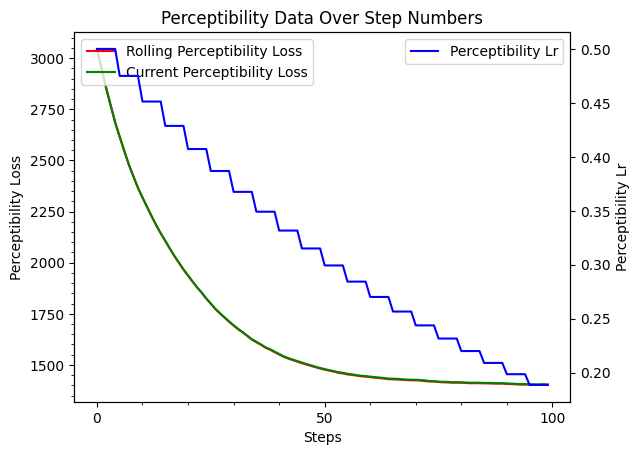 Perceptibility Data Over Step Numbers
Rolling Perceptibility Loss
Current Perceptibility Loss
Perceptibility Lr
3000
2750
2500
2250
2000
1750
1500
Perceptibility Loss
0.50
0.45
0.40
0.35
0.30
0.25
0.20
Perceptibility Lr
0
50
100
Steps